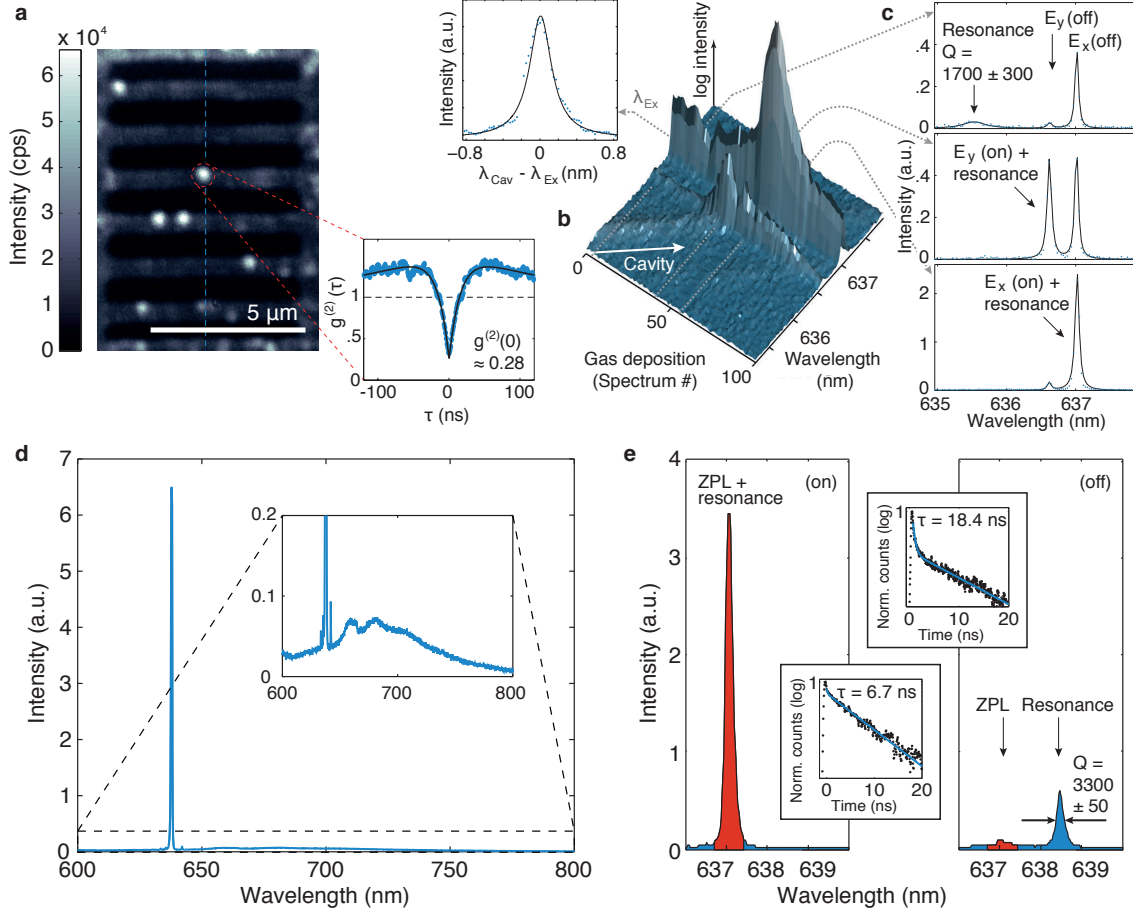 a
x 10⁴
6
5
4
3
2
1
0
Intensity (cps)
5 μm
g(2)(τ)
1
.5
0
g(2)(0)
≈ 0.28
-120
0
120
τ (ns)
Intensity (a.u.)
−0.8
0
0.8
λCav - λEx (nm)
λEx
b
log intensity
Cavity
0
50
100
Gas deposition
(Spectrum #)
636
637
Wavelength
(nm)
c
Resonance
Q =
1700 ± 300
Ey(off)
Ex(off)
.4
.2
0
Ey (on) +
resonance
.4
.2
0
Ex (on) +
resonance
2
1
0
Intensity (a.u.)
635
636
637
Wavelength (nm)
d
7
6
5
4
3
2
1
0
Intensity (a.u.)
0.2
0.1
0
600
700
800
600
650
700
750
800
Wavelength (nm)
e
ZPL +
resonance
(on)
(off)
4
3
2
1
0
Intensity (a.u.)
1
τ = 18.4 ns
Norm. counts (log)
0
10
20
Time (ns)
1
τ = 6.7 ns
Norm. counts (log)
0
10
20
Time (ns)
ZPL
Resonance
Q =
3300
± 50
637
638
639
637
638
639
Wavelength (nm)